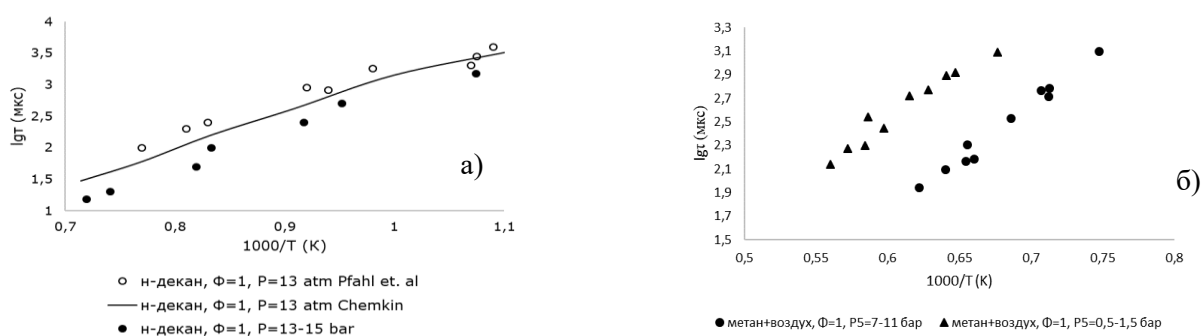 4
3,5
3
2,5
2
1,5
1
lgτ (мкс)
а)
0,7 0,8 0,9 1 1,1
1000/T (K)
н-декан, Ф=1, P=13 atm Pfahl et. al
н-декан, Ф=1, P=13 atm Chemkin
н-декан, Ф=1, P=13-15 bar
3,1
2,9
2,7
2,5
2,3
2,1
1,9
1,7
1,5
lgτ (мкс)
б)
0,5 0,55 0,6 0,65 0,7 0,75 0,8
1000/T (K)
метан+воздух, Ф=1, P5=7-11 бар метан+воздух, Ф=1, P5=0,5-1,5 бар